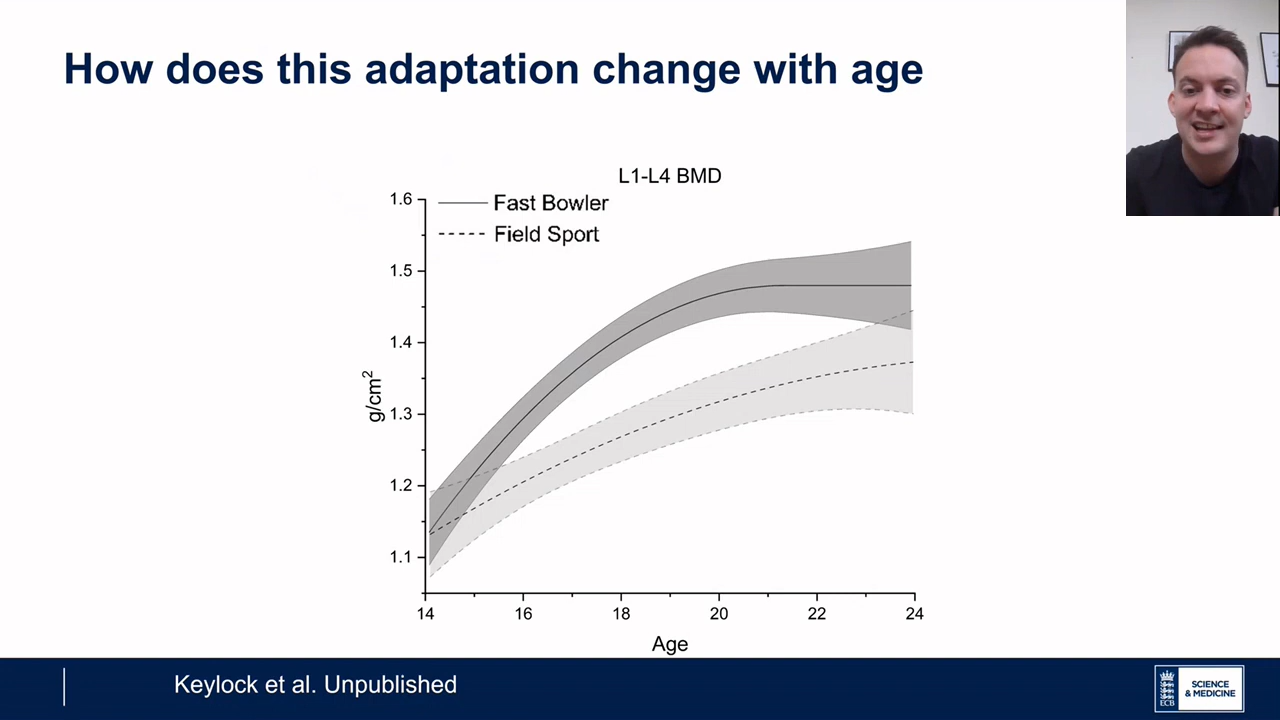 How does this adaptation change with age
L1-L4 BMD
Fast Bowler
Field Sport
g/cm²
1.6
1.5
1.4
1.3
1.2
1.1
14 16 18 20 22 24
Age
Keylock et al. Unpublished
ECB
SCIENCE
& MEDICINE